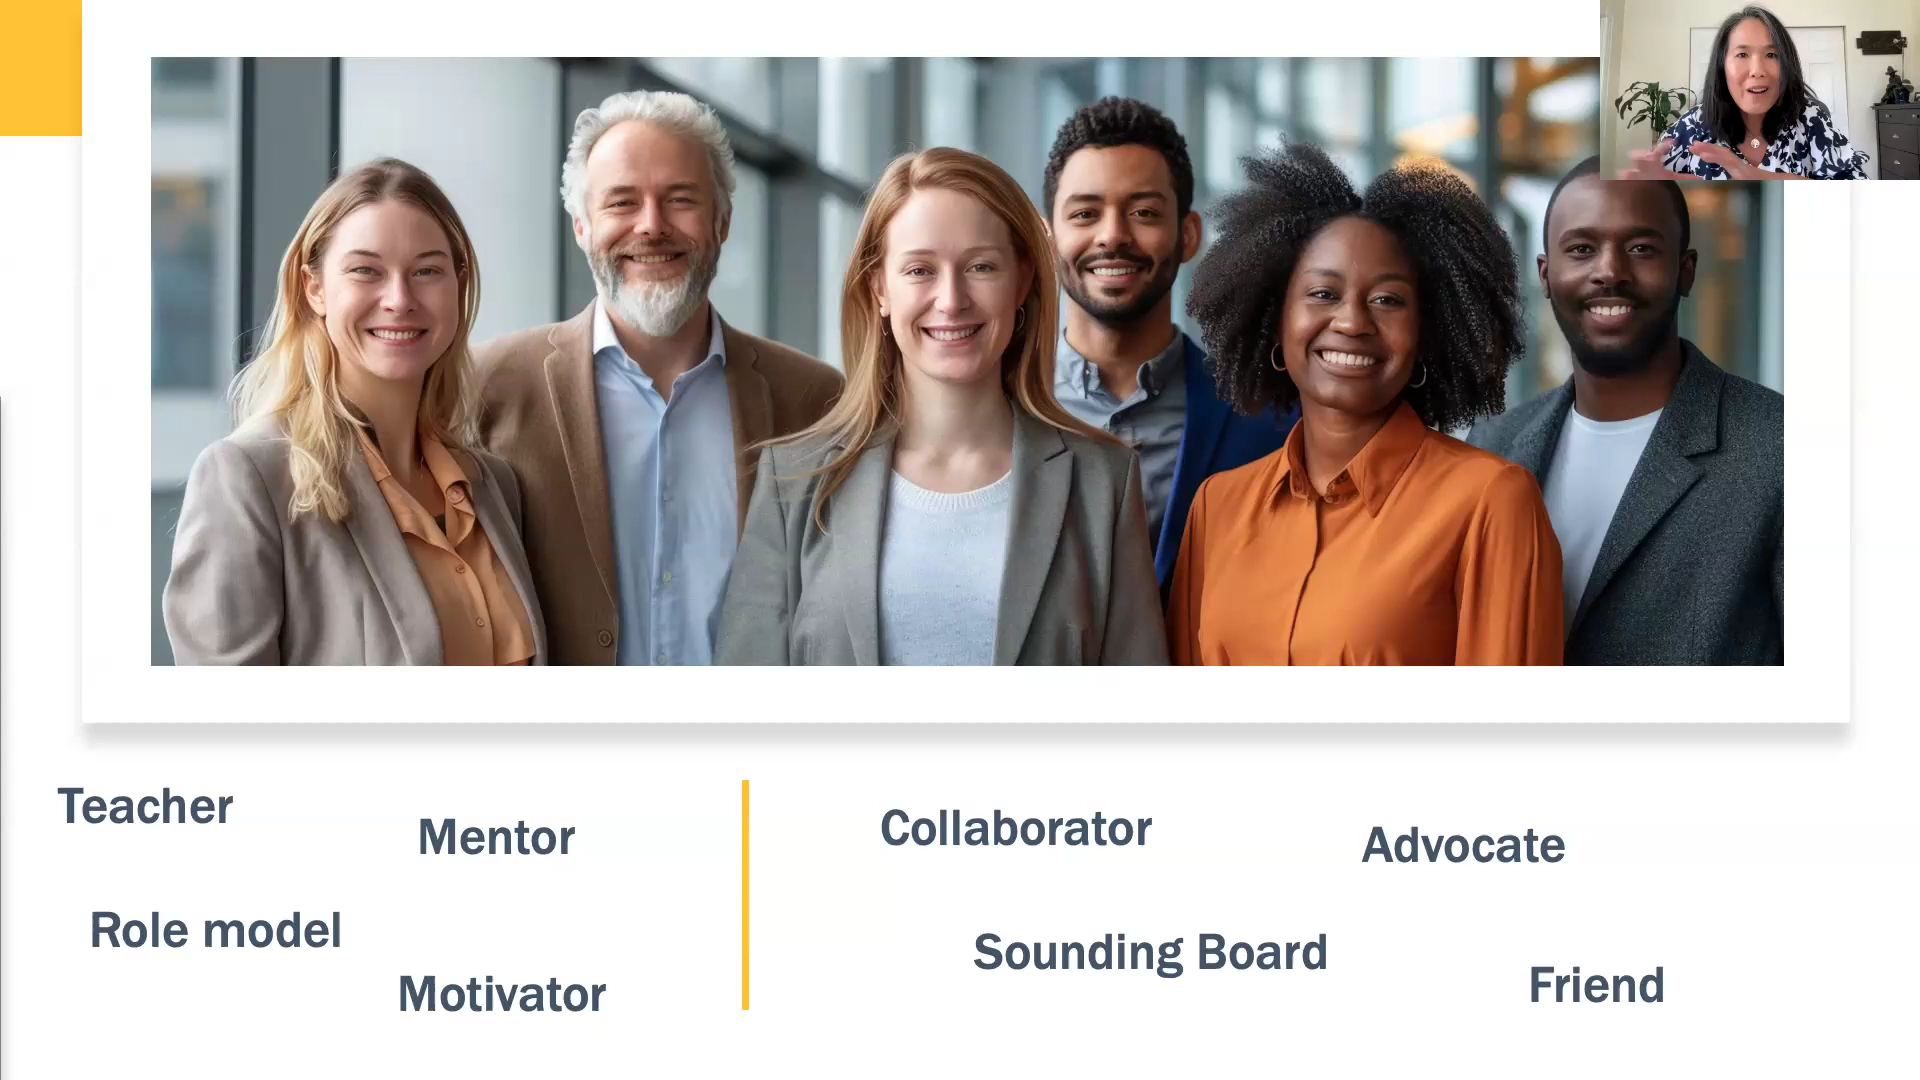 Teacher
Mentor
Role model
Motivator
Collaborator
Advocate
Sounding Board
Friend